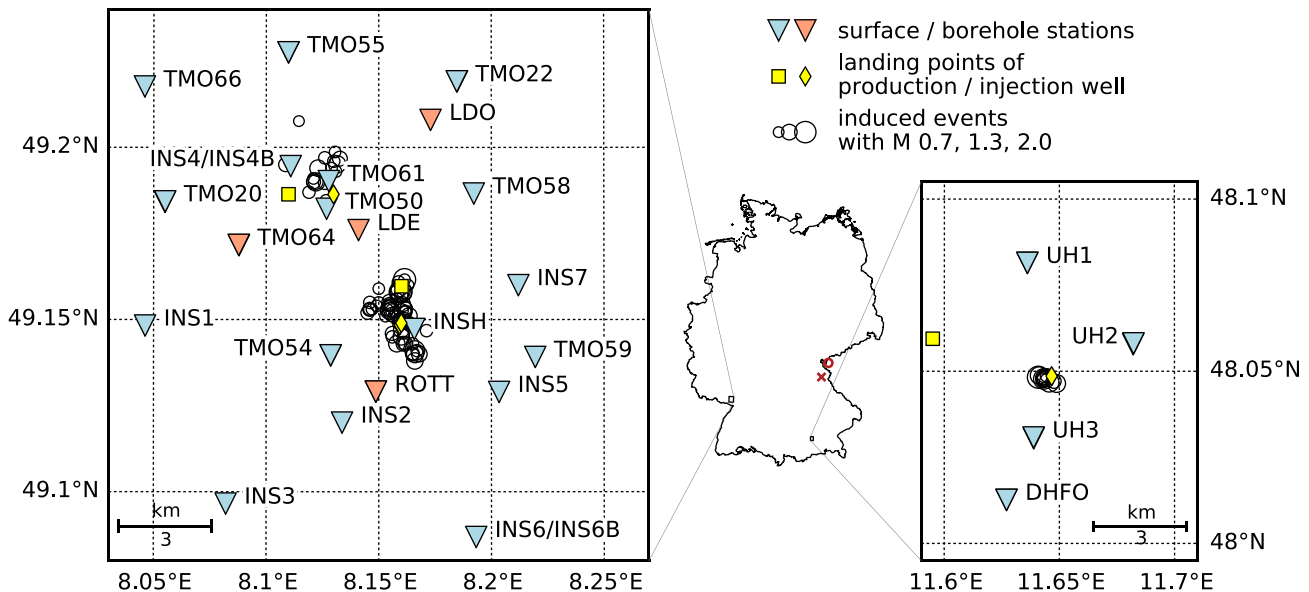 TMO55
TMO66
TMO22
LDO
49.2°N
INS4/INS4B
TMO61
TMO20
TMO50
TMO58
TMO64
LDE
INS7
49.15°N
INS1
INSH
TMO54
TMO59
ROTT
INS5
INS2
49.1°N
INS3
km
3
INS6/INS6B
8.05°E
8.1°E
8.15°E
8.2°E
8.25°E
surface / borehole stations
landing points of
production / injection well
induced events
with M 0.7, 1.3, 2.0
48.1°N
UH1
UH2
48.05°N
UH3
DHFO
km
3
48°N
11.6°E
11.65°E
11.7°E